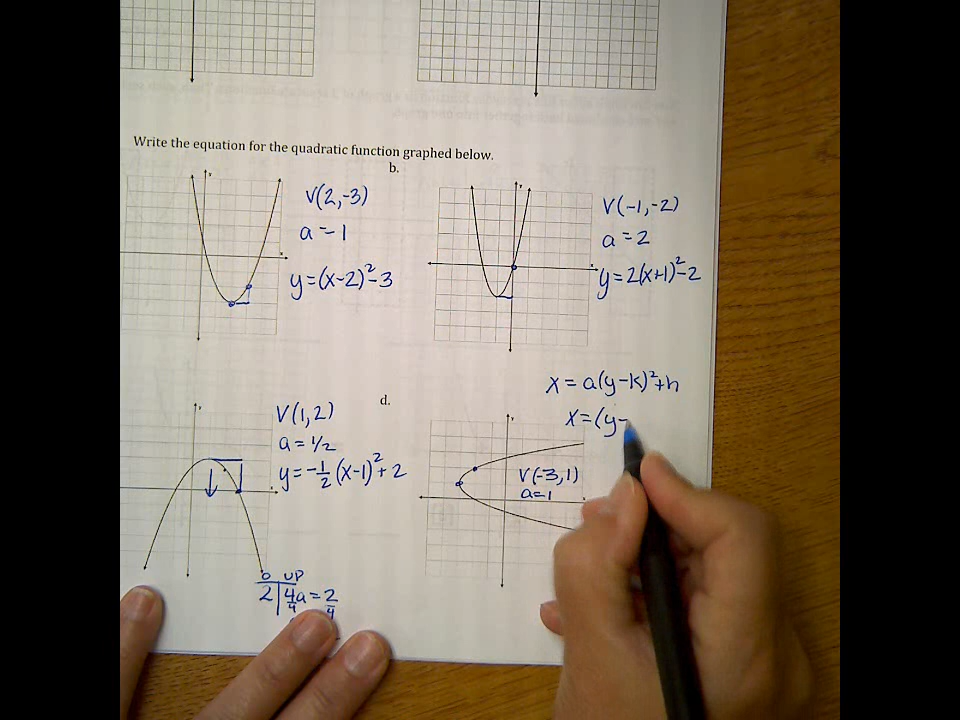 Write the equation for the quadratic function graphed below.
b.
y
x
V(2,-3)
a=1
y=(x-2)²-3
y
x
V(-1,-2)
a=2
y=2(x+1)²-2
y
x
V(1,2)
a=1/2
y=-1/2(x-1)²+2
O UP
2 4a=2
4 4
d.
y
x=a(y-k)²+h
x=(y-
V(-3,1)
a=1